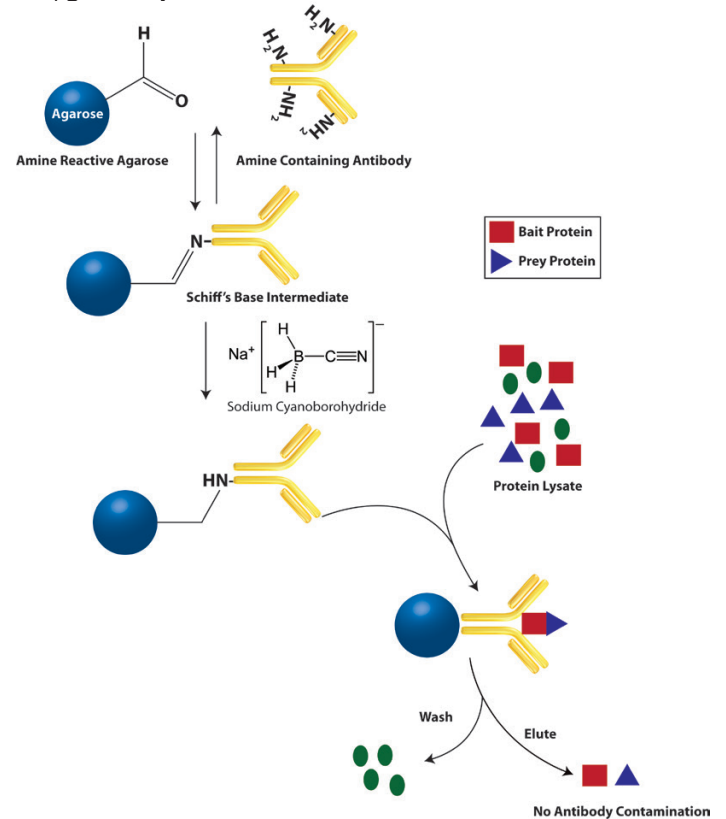 H
O
Agarose
H2N
H2N
NH2
NH2
Amine Reactive Agarose
Amine Containing Antibody
N
Schiff's Base Intermediate
Bait Protein
Prey Protein
Na+
H
B
C
N
H
H
–
Sodium Cyanoborohydride
HN
Protein Lysate
Wash
Elute
No Antibody Contamination